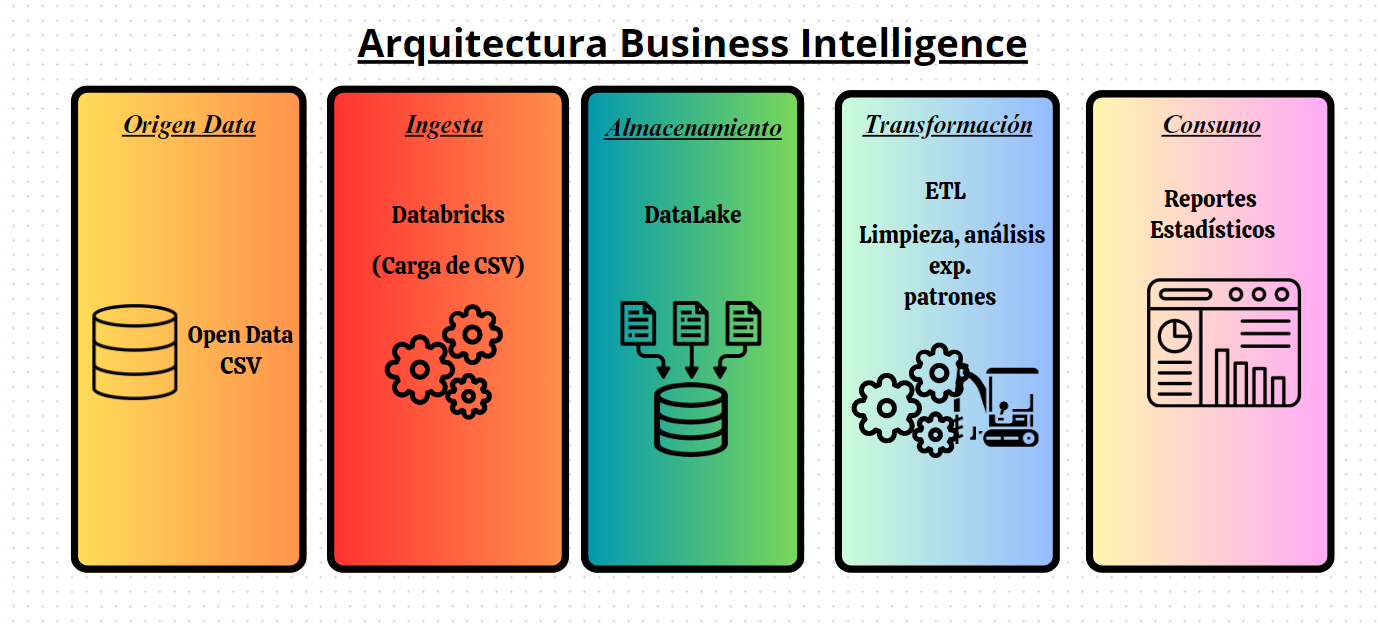 Arquitectura Business Intelligence
Origen Data
Open Data
CSV
Ingesta
Databricks
(Carga de CSV)
Almacenamiento
DataLake
Transformación
ETL
Limpieza, análisis
exp.
patrones
Consumo
Reportes
Estadísticos